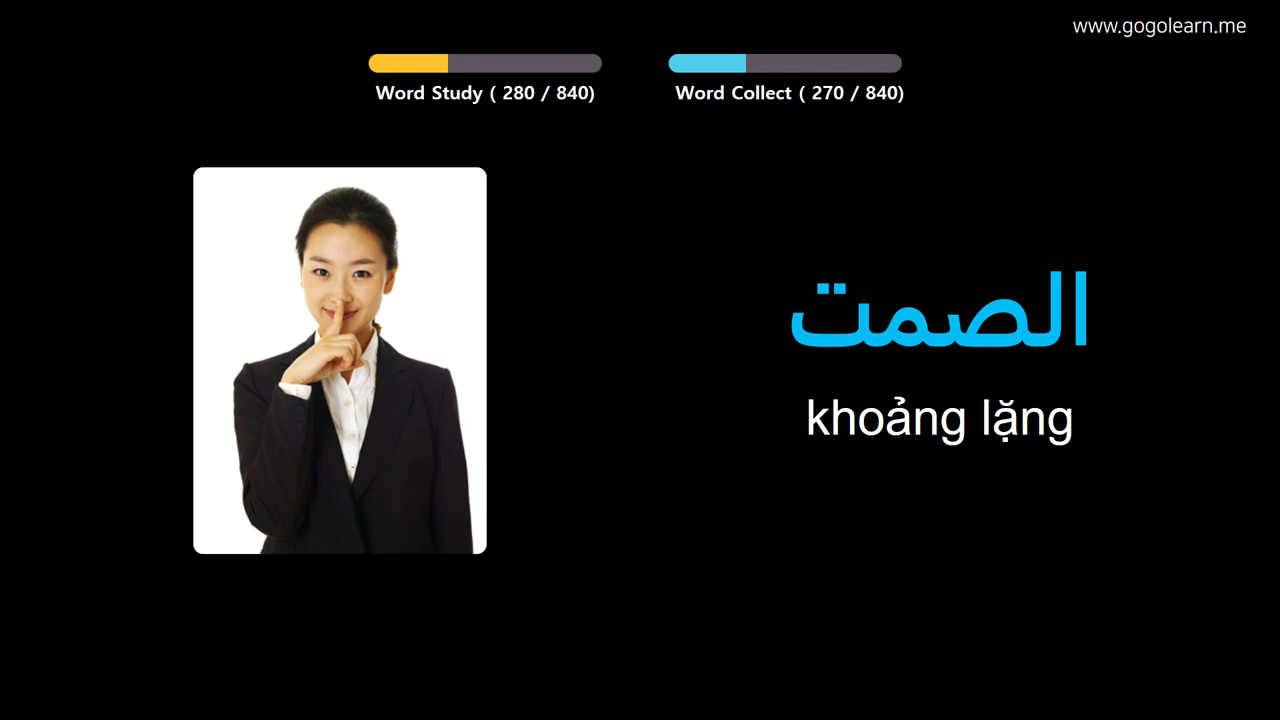 www.gogolearn.me
Word Study ( 280 / 840)
Word Collect ( 270 / 840)
الصمت
khoảng lặng